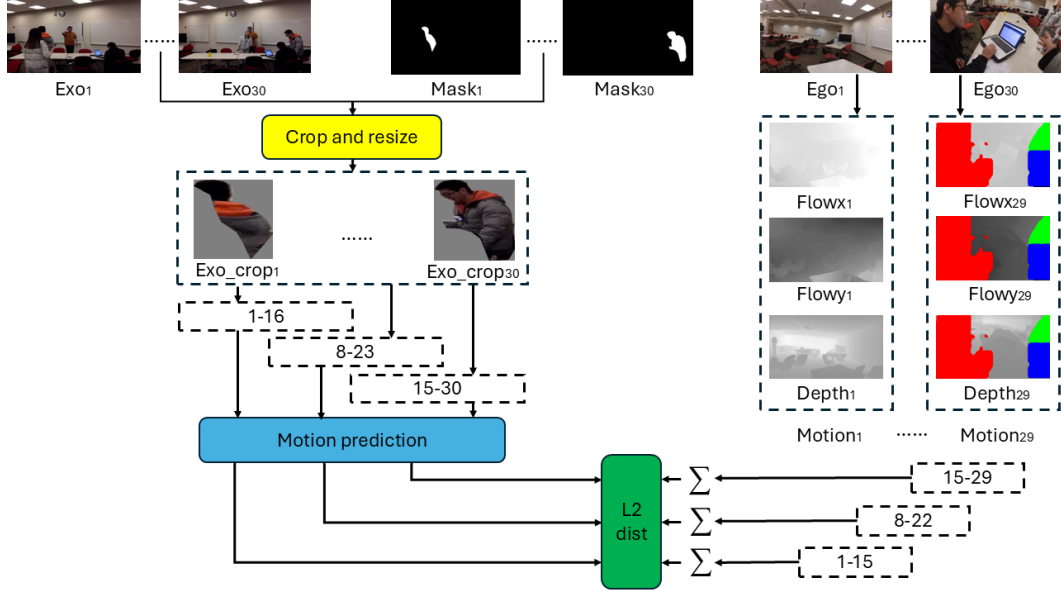 Exo1
......
Exo30
Mask1
......
Mask30
Ego1
......
Ego30
Crop and resize
Exo_crop1
......
Exo_crop30
Flowx1
Flowx29
Flowy1
Flowy29
Depth1
Depth29
Motion1
......
Motion29
1-16
8-23
15-30
Motion prediction
L2
dist
∑
15-29
∑
8-22
∑
1-15